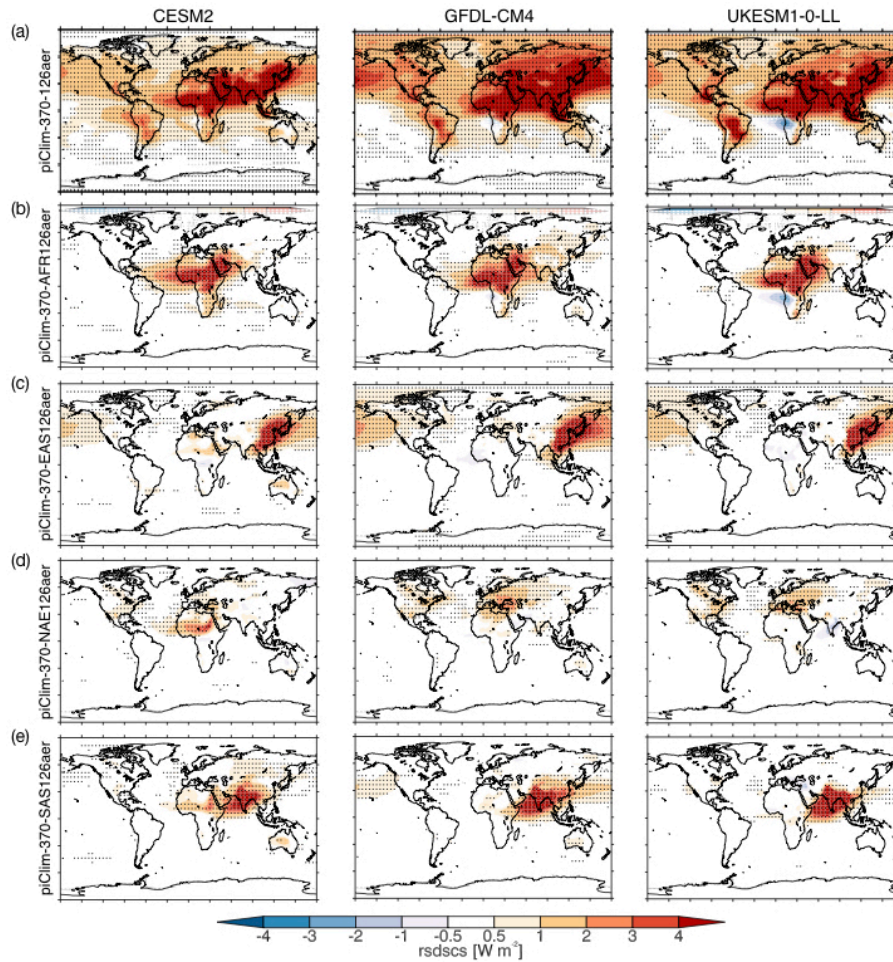 CESM2 GFDL-CM4 UKESM1-0-LL
(a)
piClim-370-126aer
(b)
piClim-370-AFR126aer
(c)
piClim-370-EAS126aer
(d)
piClim-370-NAE126aer
(e)
piClim-370-SAS126aer
-4 -3 -2 -1 -0.5 0.5 1 2 3 4
rsdscs [W m⁻²]